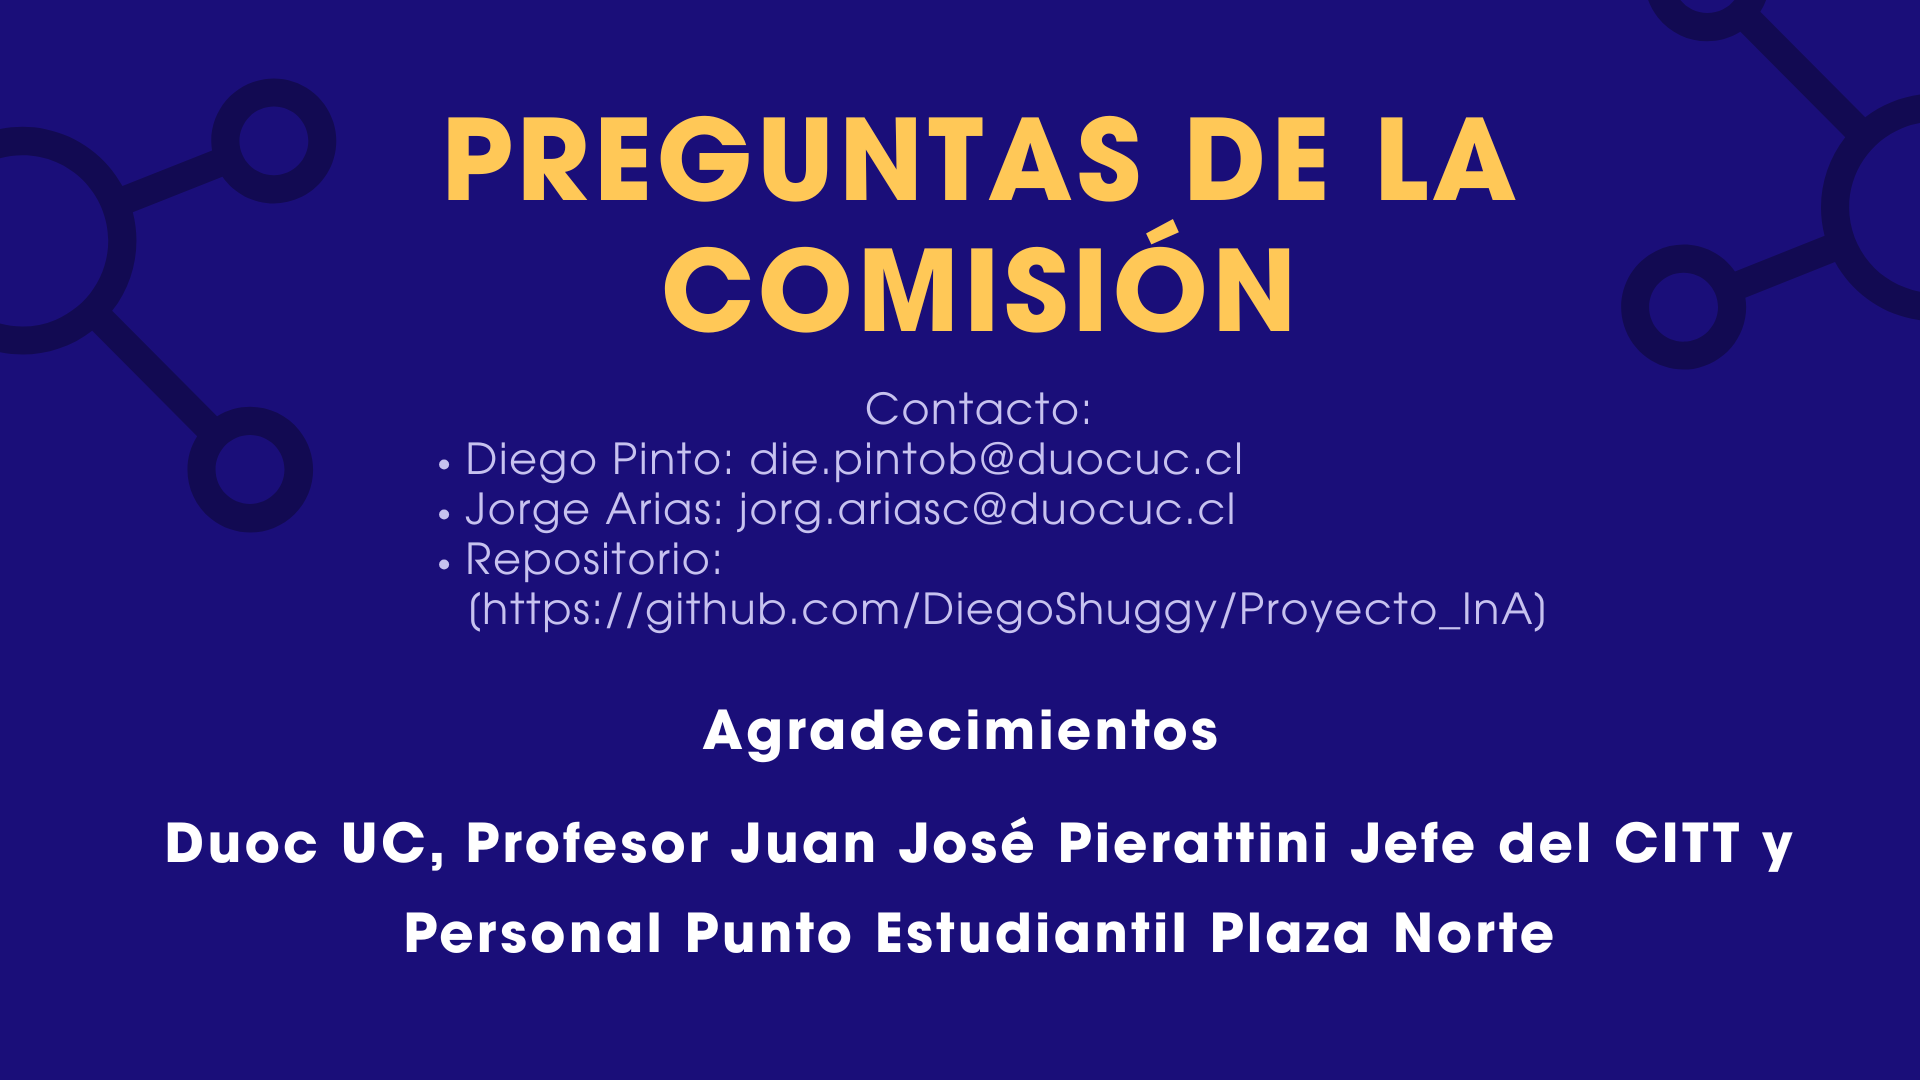 PREGUNTAS DE LA
COMISIÓN
Contacto:
• Diego Pinto: die.pintob@duocuc.cl
• Jorge Arias: jorg.ariasc@duocuc.cl
• Repositorio:
(https://github.com/DiegoShuggy/Proyecto_InA)
Agradecimientos
Duoc UC, Profesor Juan José Pierattini Jefe del CITT y
Personal Punto Estudiantil Plaza Norte